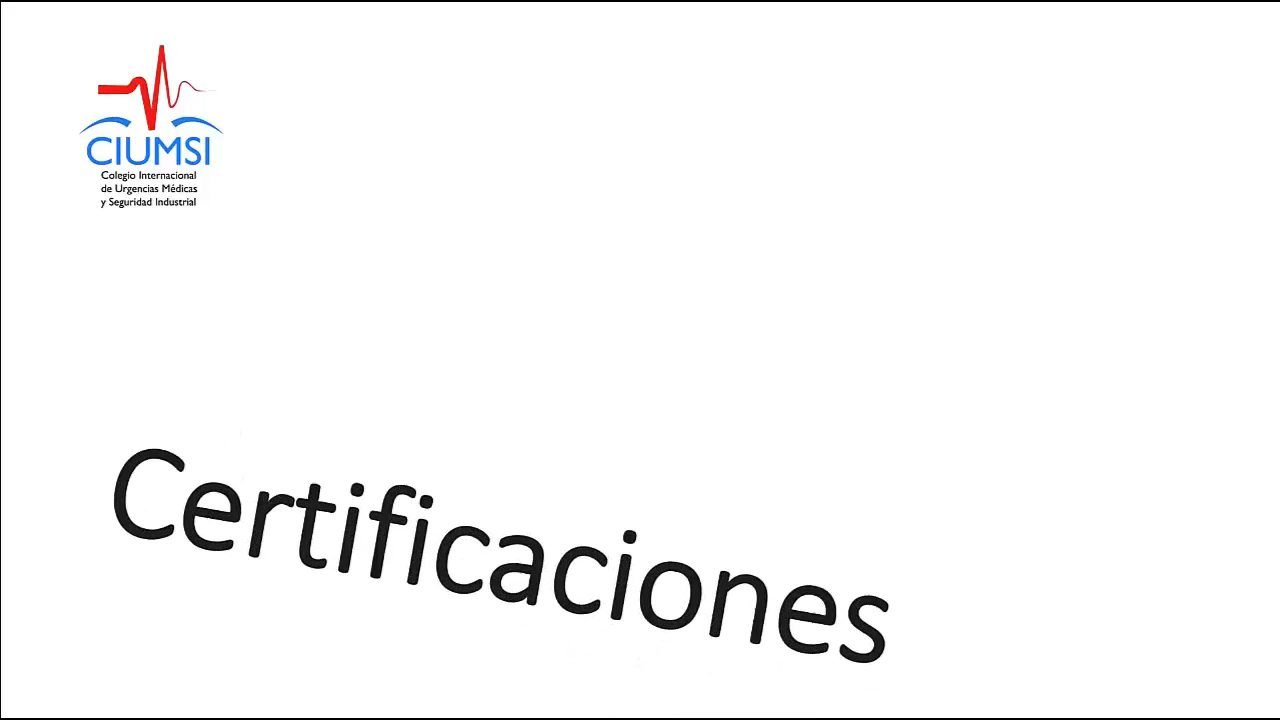 CIUMSI
Colegio Internacional
de Urgencias Médicas
y Seguridad Industrial
Certificaciones